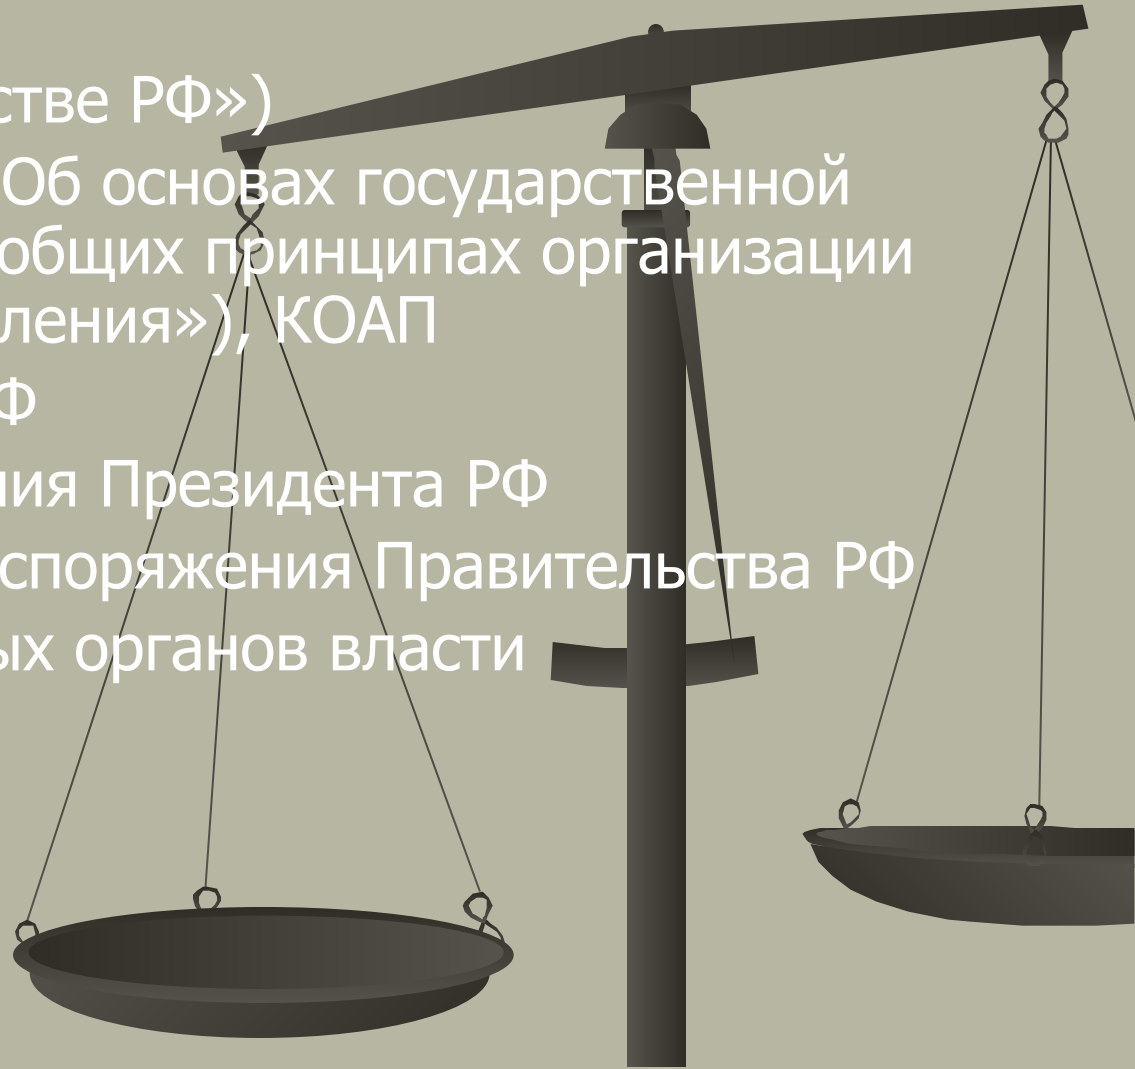 стве РФ»)
Об основах государственной
общих принципах организации
ления»), КОАП
Ф
ия Президента РФ
споряжения Правительства РФ
ых органов власти